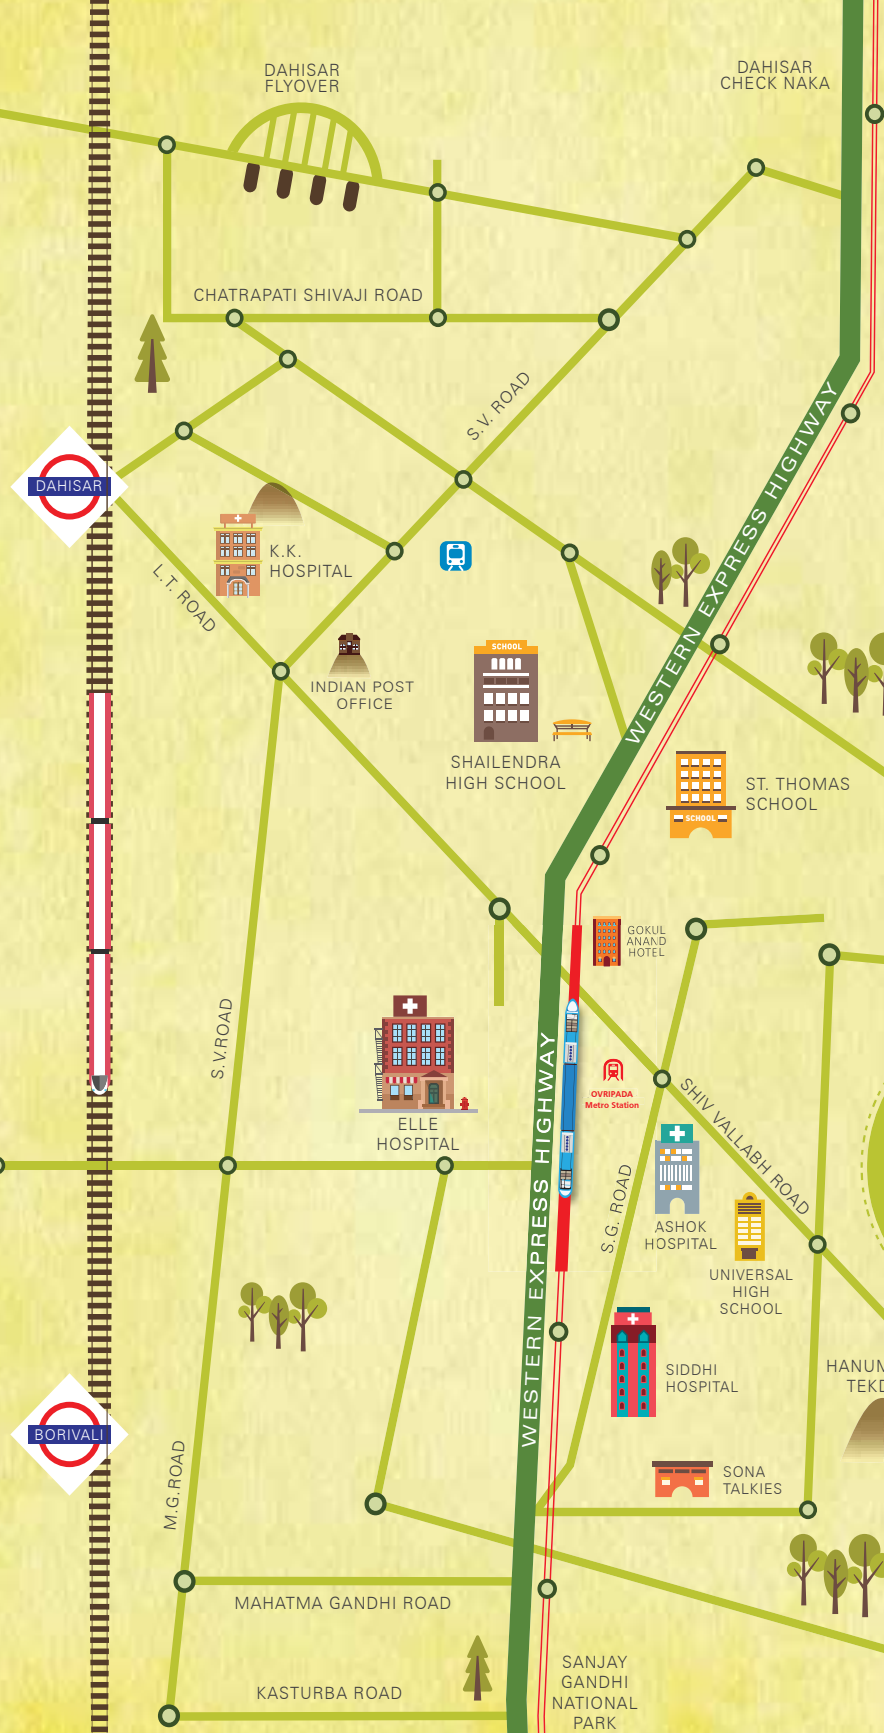 DAHISAR
FLYOVER
DAHISAR
CHECK NAKA
CHATRAPATI SHIVAJI ROAD
S.V. ROAD
WESTERN EXPRESS HIGHWAY
DAHISAR
K.K.
HOSPITAL
L.T. ROAD
INDIAN POST
OFFICE
SCHOOL
SHAILENDRA
HIGH SCHOOL
ST. THOMAS
SCHOOL
SCHOOL
GOKUL
ANAND
HOTEL
S.V.ROAD
ELLE
HOSPITAL
WESTERN EXPRESS HIGHWAY
OVRIPADA
Metro Station
SHIV VALLABH ROAD
S.G. ROAD
ASHOK
HOSPITAL
UNIVERSAL
HIGH
SCHOOL
SIDDHI
HOSPITAL
HANUM
TEKD
BORIVALI
M.G.ROAD
SONA
TALKIES
MAHATMA GANDHI ROAD
KASTURBA ROAD
SANJAY
GANDHI
NATIONAL
PARK